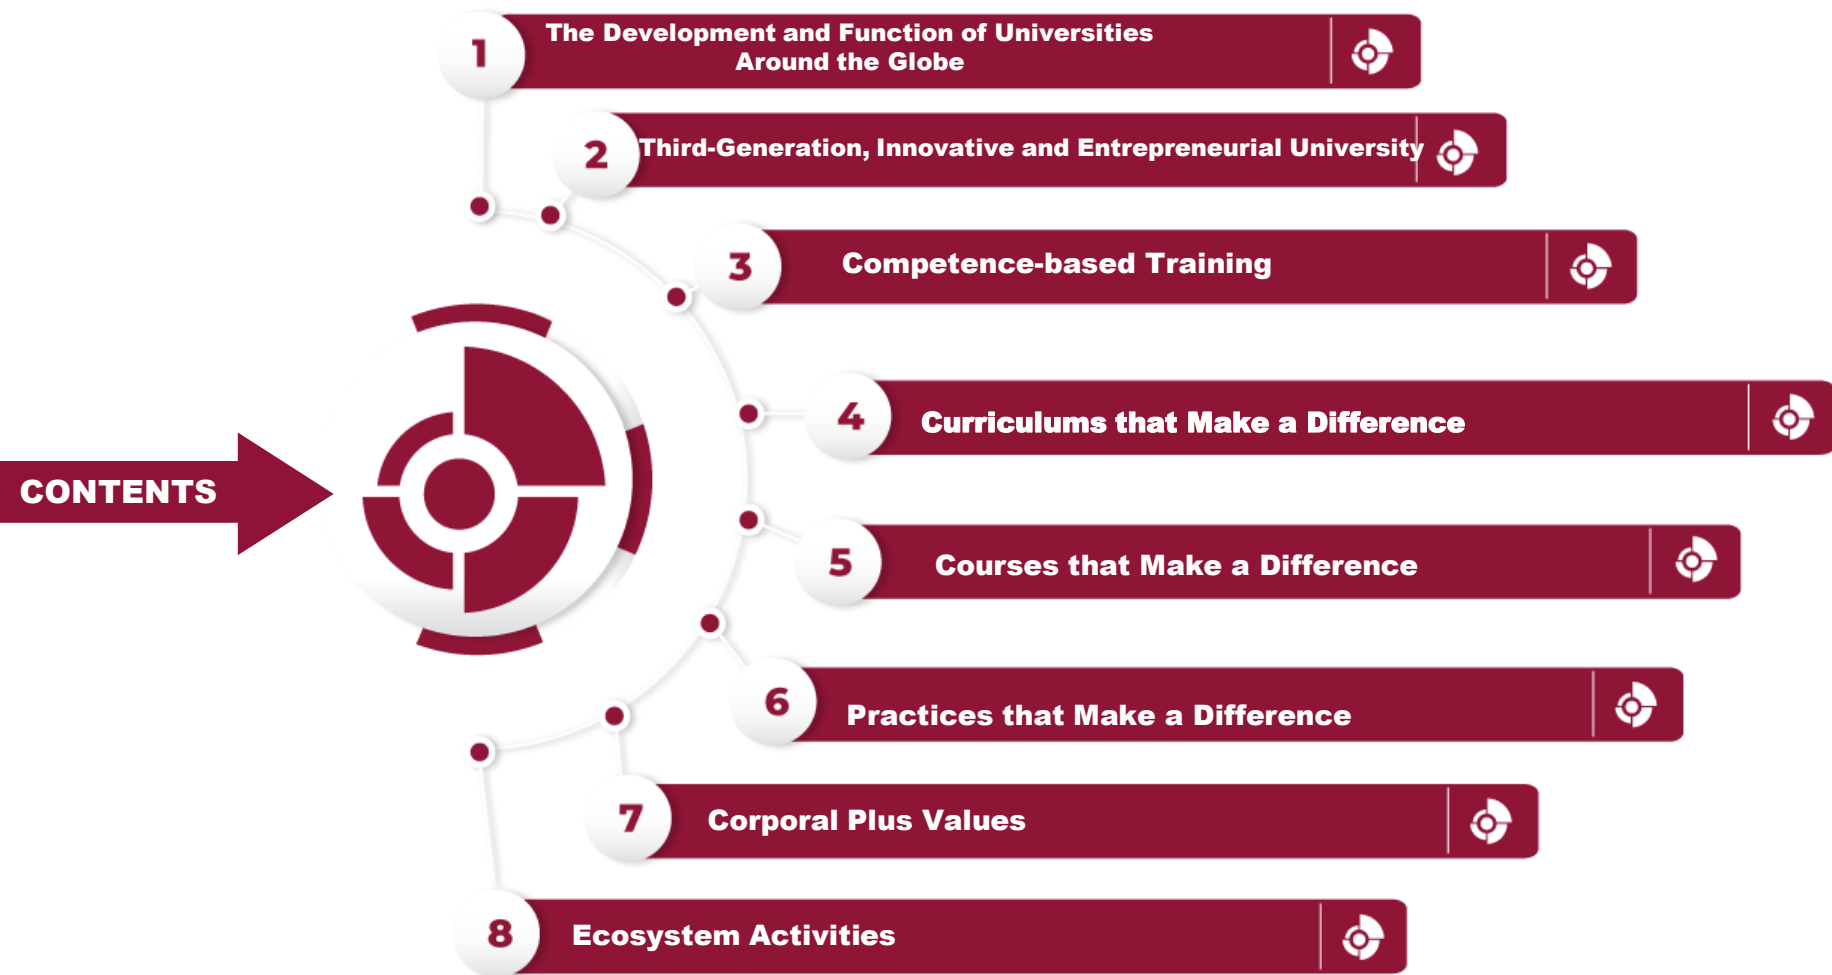 1
The Development and Function of Universities
Around the Globe
2
Third-Generation, Innovative and Entrepreneurial University
3
Competence-based Training
4
Curriculums that Make a Difference
CONTENTS
5
Courses that Make a Difference
6
Practices that Make a Difference
7
Corporal Plus Values
8
Ecosystem Activities